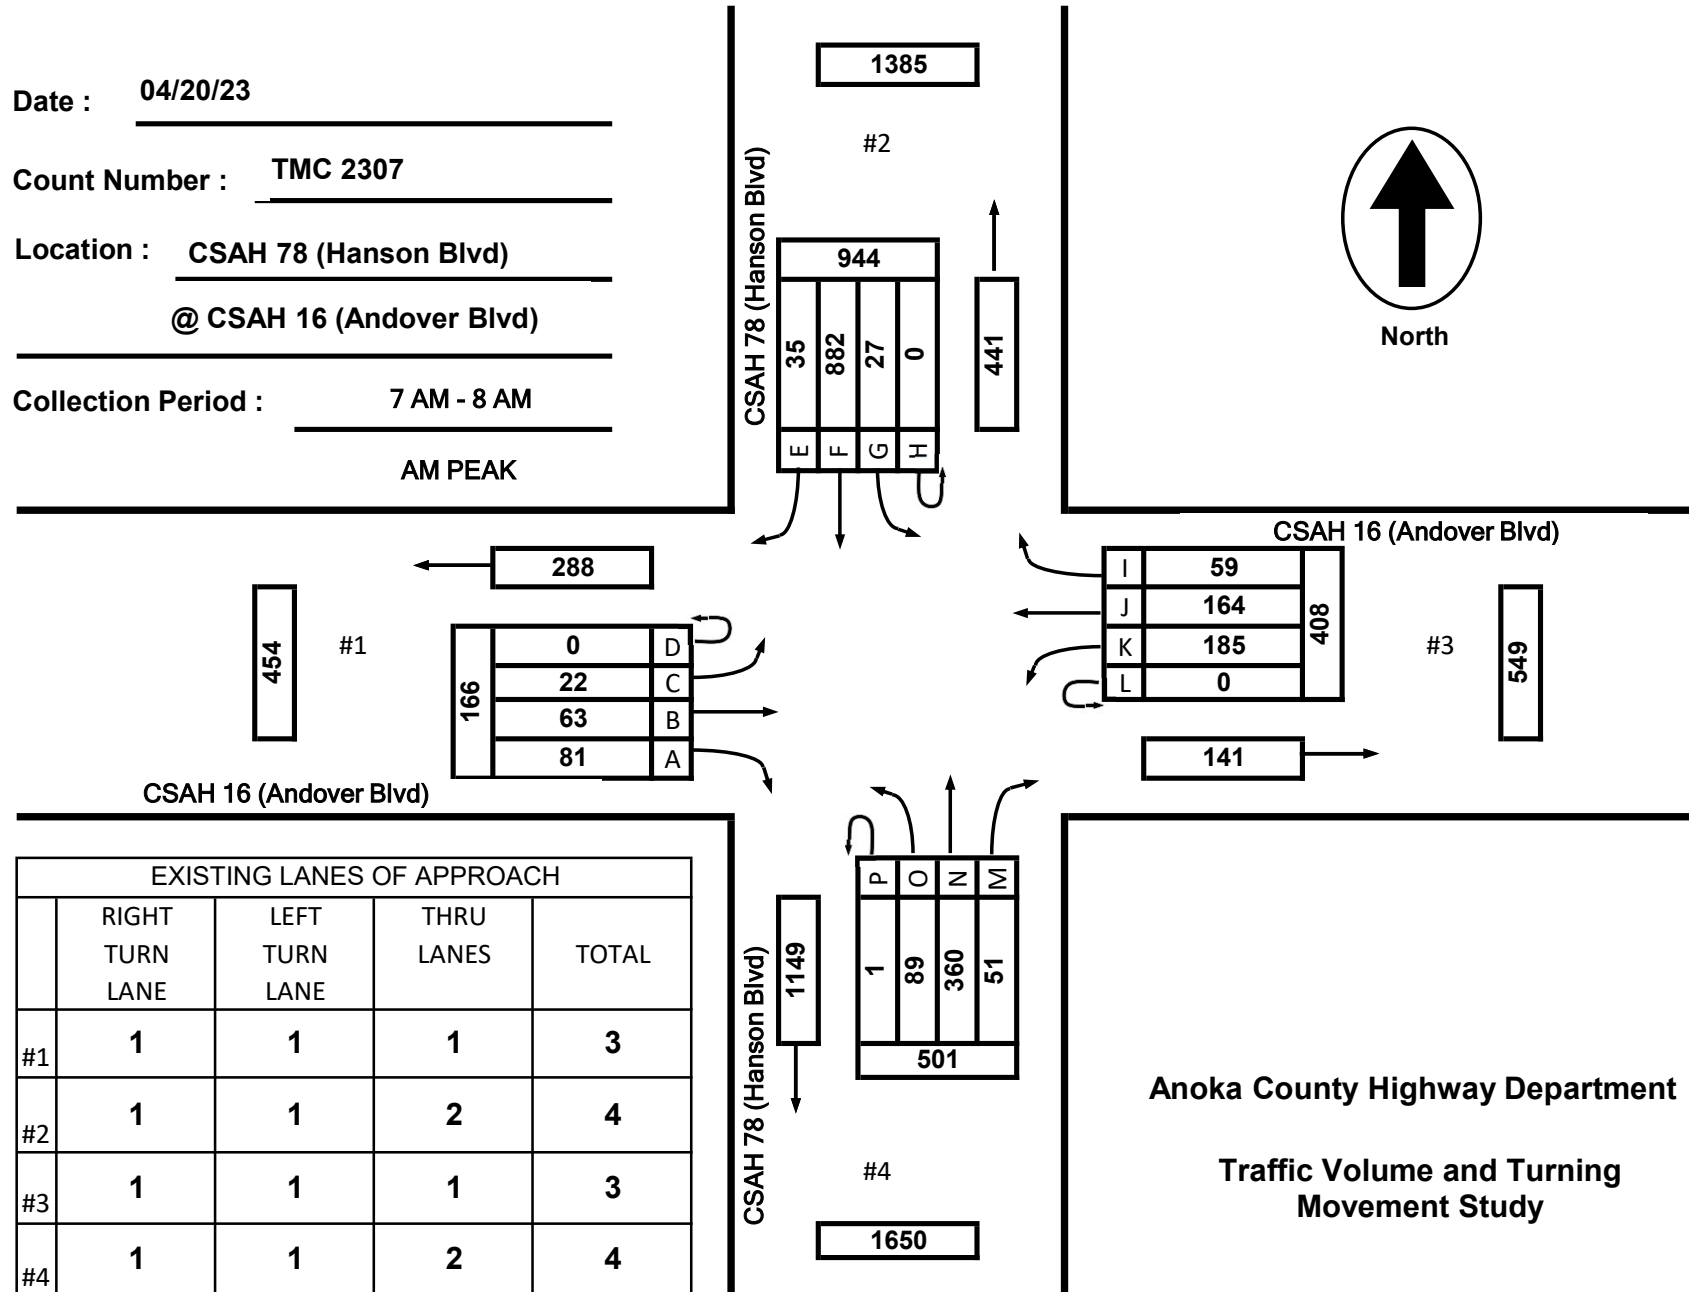 Date : 04/20/23
Count Number : TMC 2307
Location : CSAH 78 (Hanson Blvd)
@ CSAH 16 (Andover Blvd)
Collection Period : 7 AM - 8 AM
AM PEAK
1385
#2
CSAH 78 (Hanson Blvd)
944
35 882 27 0
E F G H
441
North
CSAH 16 (Andover Blvd)
288
454
#1
166
0 D
22 C
63 B
81 A
CSAH 16 (Andover Blvd)
I 59
J 164
K 185
L 0
408
#3
549
141
P O N M
1 89 360 51
501
1149
CSAH 78 (Hanson Blvd)
#4
1650
EXISTING LANES OF APPROACH
RIGHT LEFT THRU
TURN TURN LANES TOTAL
LANE LANE
#1 1 1 1 3
#2 1 1 2 4
#3 1 1 1 3
#4 1 1 2 4
Anoka County Highway Department
Traffic Volume and Turning
Movement Study